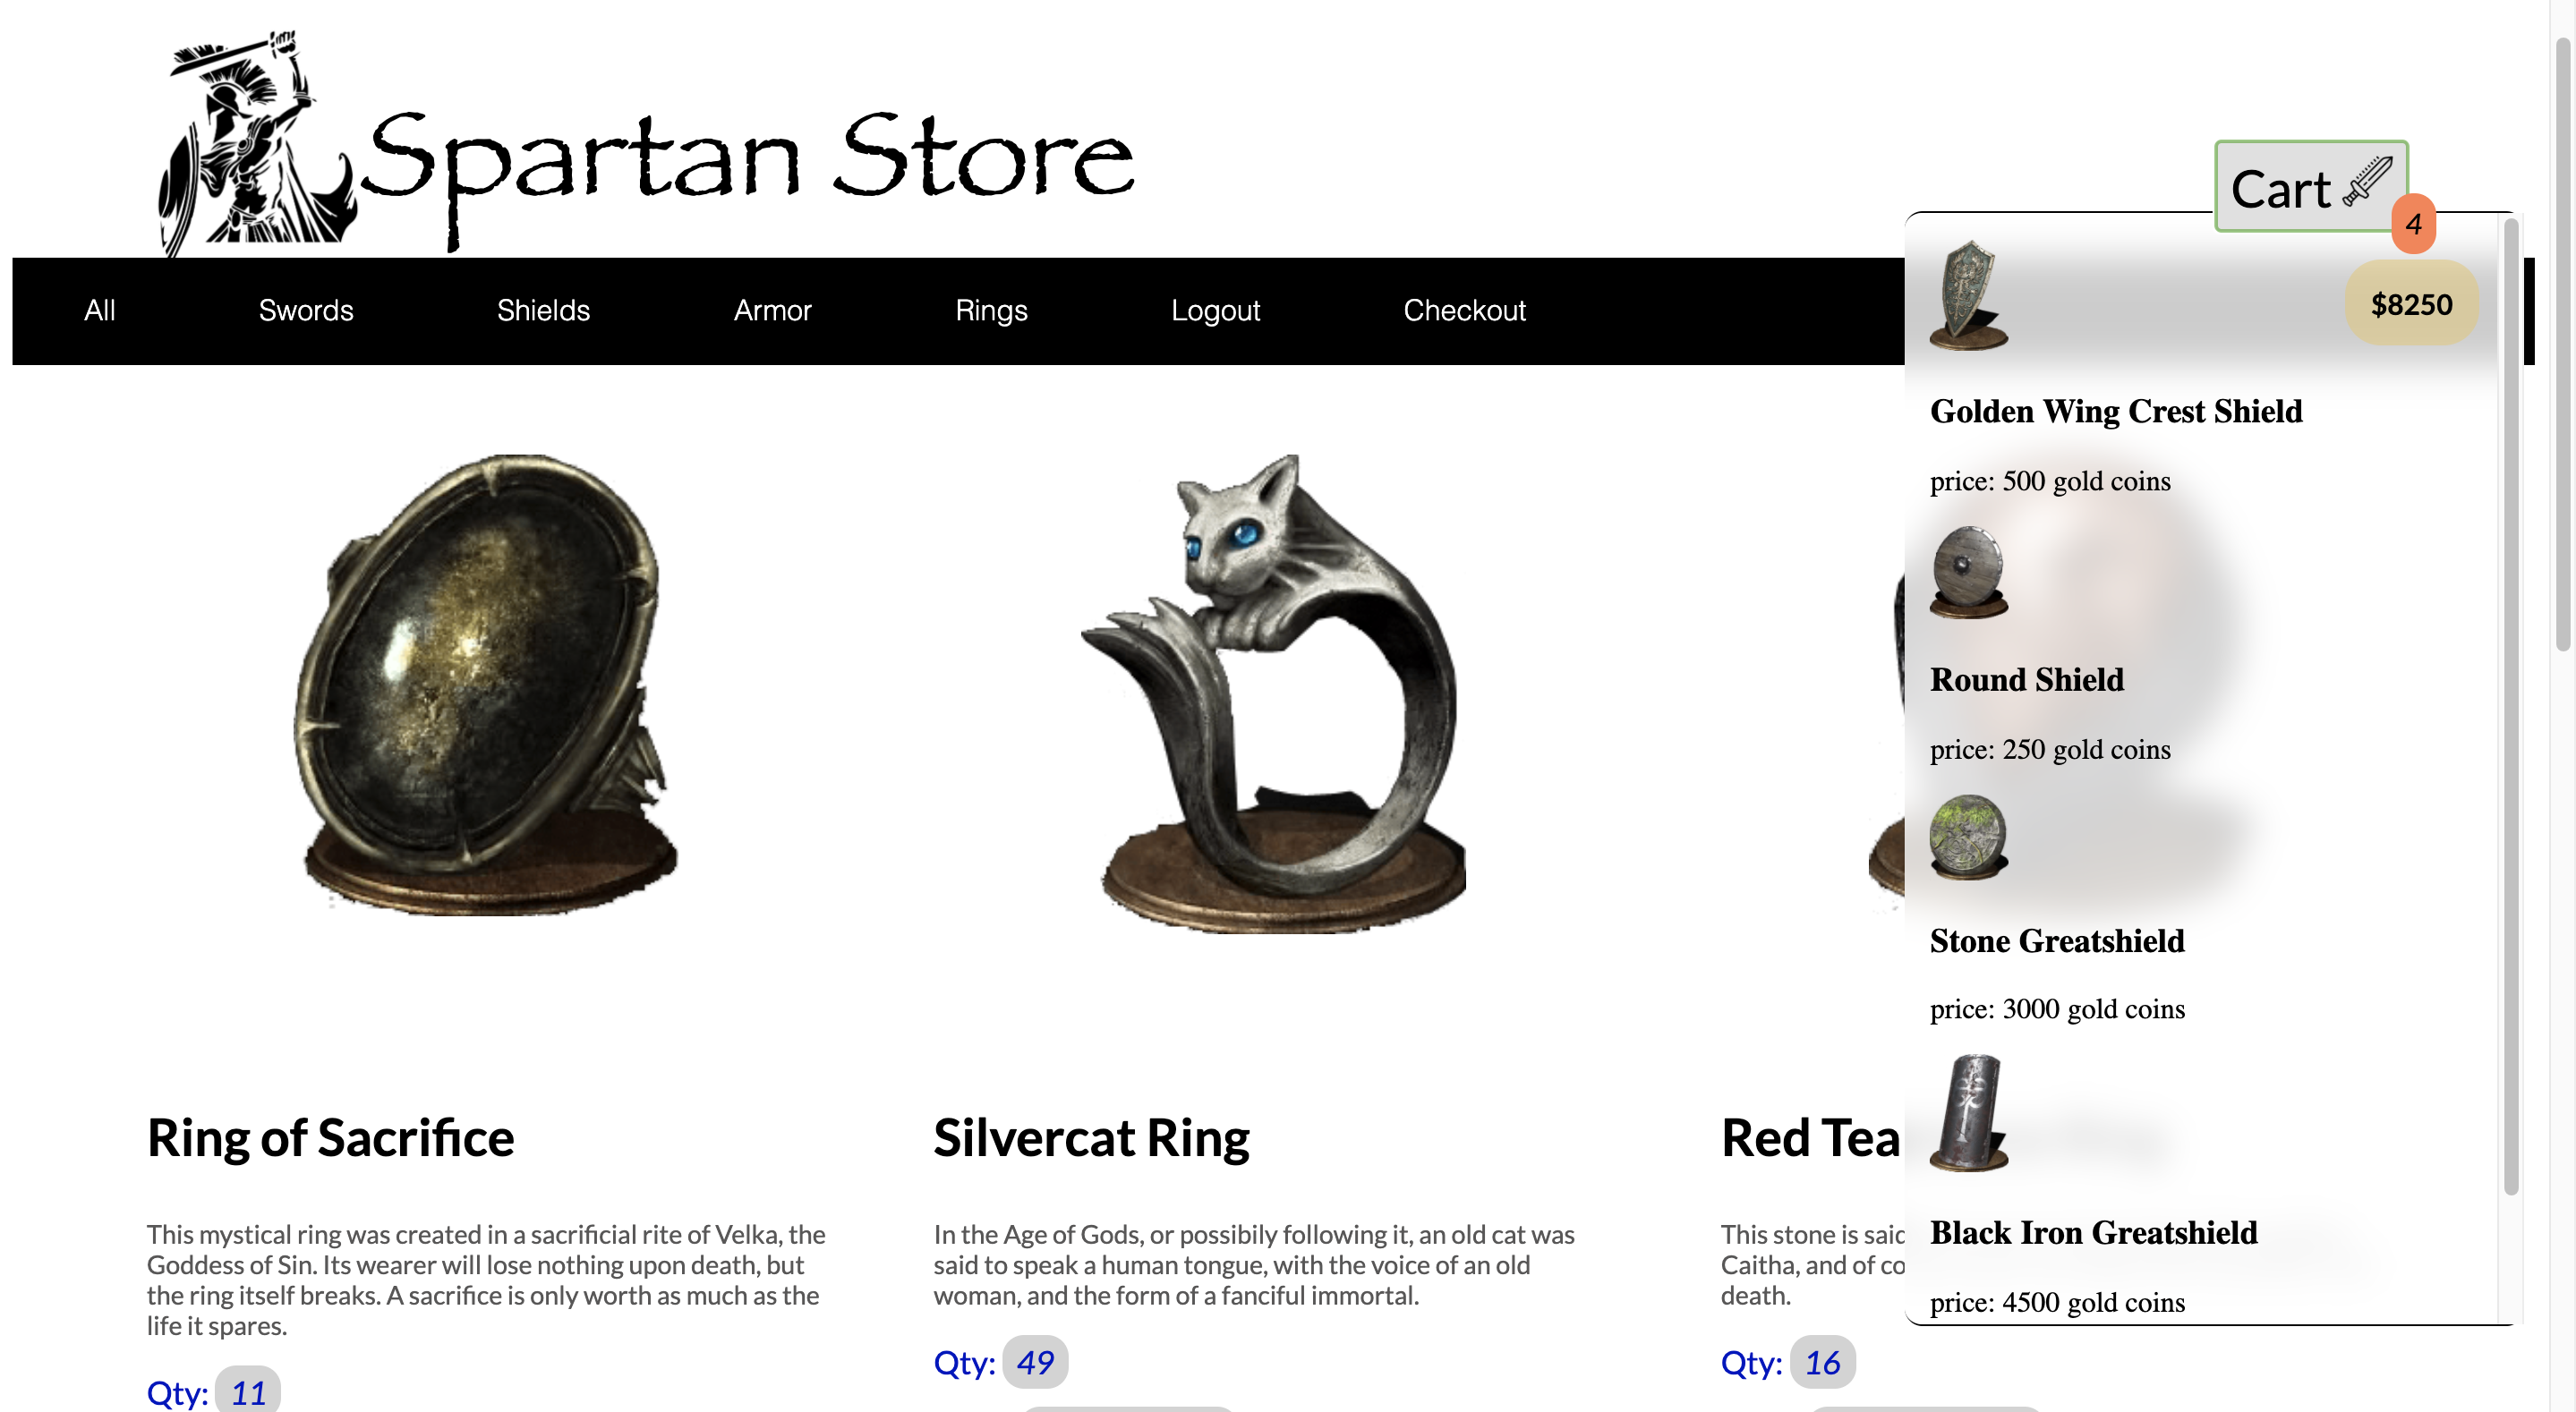 Spartan Store
Cart
4
$8250
All
Swords
Shields
Armor
Rings
Logout
Checkout
Golden Wing Crest Shield
price: 500 gold coins
Round Shield
price: 250 gold coins
Stone Greatshield
price: 3000 gold coins
Black Iron Greatshield
price: 4500 gold coins
Ring of Sacrifice
This mystical ring was created in a sacrificial rite of Velka, the
Goddess of Sin. Its wearer will lose nothing upon death, but
the ring itself breaks. A sacrifice is only worth as much as the
life it spares.
Qty: 11
Silvercat Ring
In the Age of Gods, or possibily following it, an old cat was
said to speak a human tongue, with the voice of an old
woman, and the form of a fanciful immortal.
Qty: 49
Red Tea
This stone is said
Caitha, and of co
death.
Qty: 16